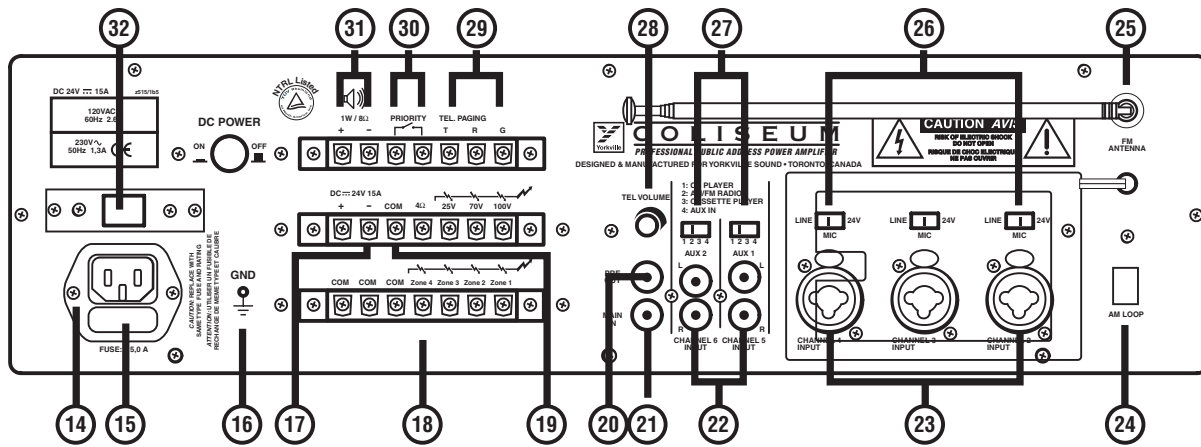 32 31 30 29 28 27 26 25
DC 24V 15A z515/1b5
120VAC
60Hz
230V
50Hz 1,3A CE
NTRL Listed
DC POWER
ON OFF
1W / 8Ω PRIORITY TEL. PAGING
+ − T R G
Yorkville
COLISEUM
PROFESSIONAL PUBLIC ADDRESS POWER AMPLIFIER
DESIGNED & MANUFACTURED FOR YORKVILLE SOUND • TORONTO CANADA
CAUTION AVIS
RISK OF ELECTRIC SHOCK
DO NOT OPEN
RISQUE DE CHOC ELECTRIQUE
NE PAS OUVRIR
FM
ANTENNA
DC 24V 15A
+ − COM 4Ω 25V 70V 100V
TEL VOLUME
1: CD PLAYER
2: AM/FM RADIO
3: CASSETTE PLAYER
4: AUX IN
1 2 3 4 1 2 3 4
AUX 2 AUX 1
LINE 24V LINE 24V LINE 24V
MIC MIC MIC
CAUTION: REPLACE WITH
SAME TYPE FUSE AND RATING
ATTENTION: UTILISER UN FUSIBLE DE
RECHANGE DE MEME TYPE ET CALIBRE
GND
COM COM COM Zone 4 Zone 3 Zone 2 Zone 1
L L
PRE
OUT
MAIN
IN
R R
CHANNEL 6 CHANNEL 5
INPUT INPUT
CHANNEL 4 CHANNEL 3 CHANNEL 2
INPUT INPUT INPUT
AM LOOP
FUSE: 5,0 A
14 15 16 17 18 19 20 21 22 23 24